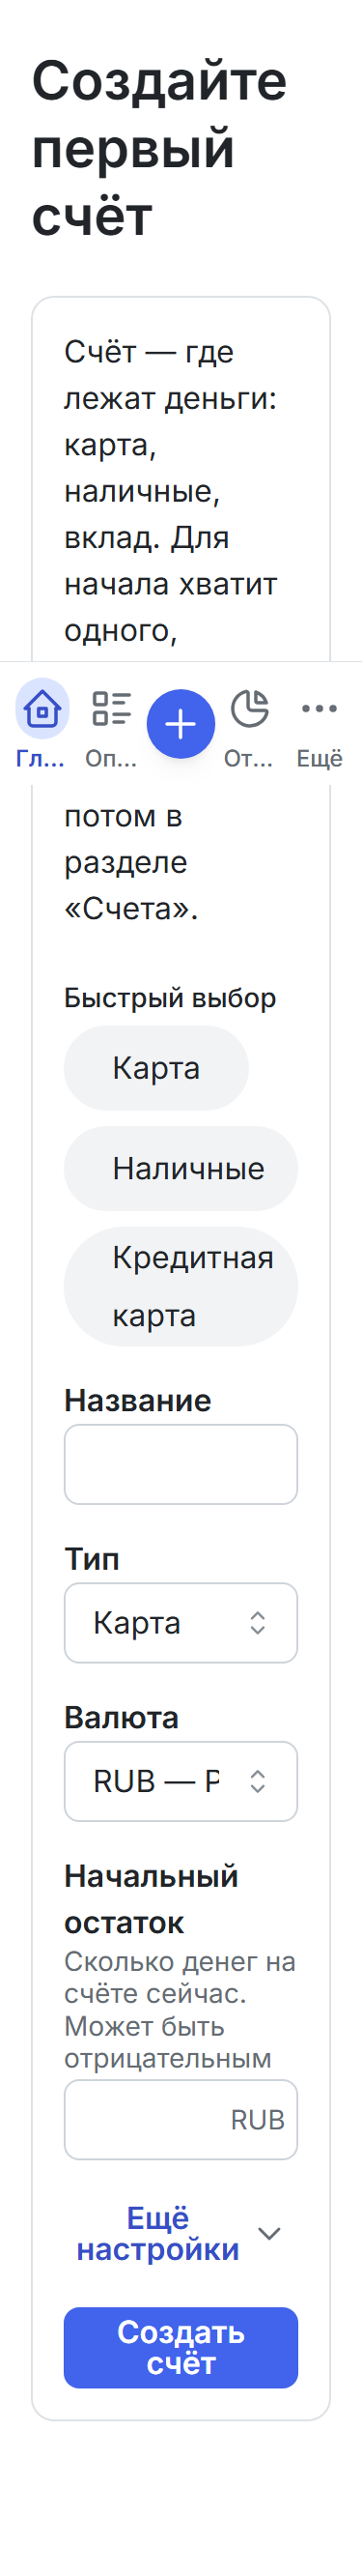 Создайте
первый
счёт
Счёт — где
лежат деньги:
карта,
наличные,
вклад. Для
начала хватит
одного,
Гл...
Оп...
От...
Ещё
потом в
разделе
«Счета».
Быстрый выбор
Карта
Наличные
Кредитная
карта
Название
Тип
Карта
Валюта
RUB —
Начальный
остаток
Сколько денег на
счёте сейчас.
Может быть
отрицательным
RUB
Ещё
настройки
Создать
счёт